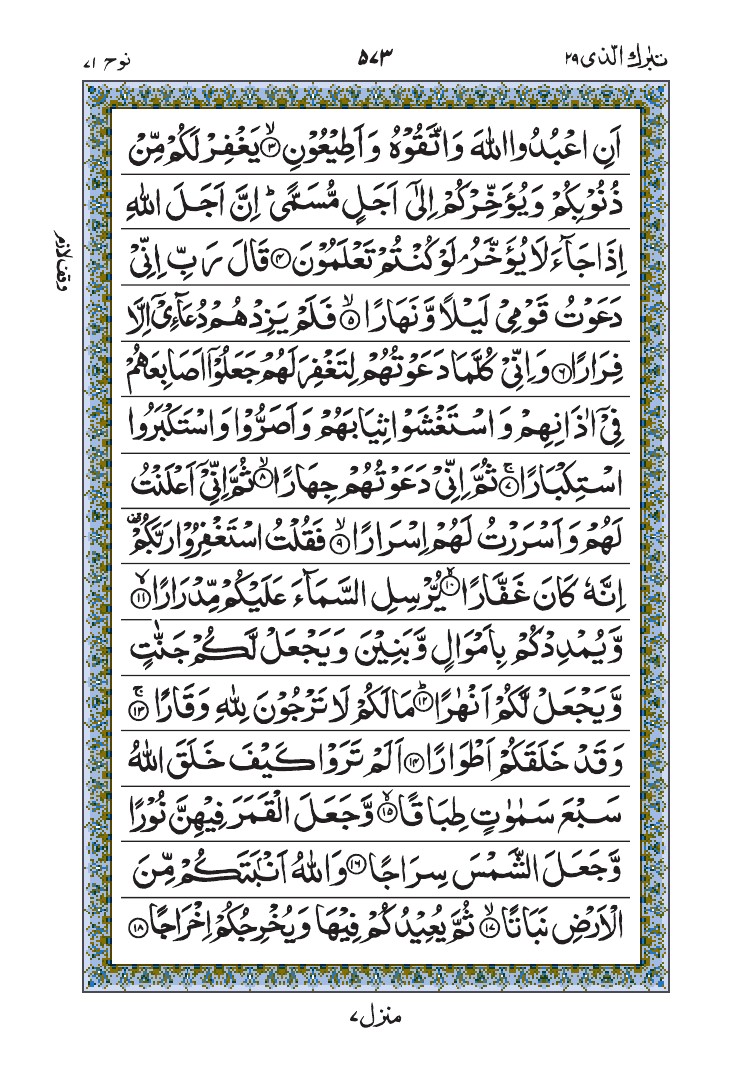 تبٰرك الذی ۲۹
۵۷۳
نوح ۷۱
اَنِ اعْبُدُوا اللّٰهَ وَاتَّقُوْهُ وَاَطِيْعُوْنِ ۙ﴿۳﴾ يَغْفِرْ لَكُمْ مِّنْ
ذُنُوْبِكُمْ وَيُؤَخِّرْكُمْ اِلٰٓى اَجَلٍ مُّسَمًّى ؕ اِنَّ اَجَلَ اللّٰهِ
اِذَا جَآءَ لَا يُؤَخَّرُ ۘ لَوْ كُنْتُمْ تَعْلَمُوْنَ ﴿۴﴾ قَالَ رَبِّ اِنِّىْ
وقف لازم
دَعَوْتُ قَوْمِىْ لَيْلًا وَّنَهَارًا ۙ﴿۵﴾ فَلَمْ يَزِدْهُمْ دُعَآءِىْٓ اِلَّا
فِرَارًا ﴿۶﴾ وَاِنِّىْ كُلَّمَا دَعَوْتُهُمْ لِتَغْفِرَ لَهُمْ جَعَلُوْٓا اَصَابِعَهُمْ
فِىْٓ اٰذَانِهِمْ وَاسْتَغْشَوْا ثِيَابَهُمْ وَاَصَرُّوْا وَاسْتَكْبَرُوا
اسْتِكْبَارًا ۚ﴿۷﴾ ثُمَّ اِنِّىْ دَعَوْتُهُمْ جِهَارًا ۙ﴿۸﴾ ثُمَّ اِنِّىْٓ اَعْلَنْتُ
لَهُمْ وَاَسْرَرْتُ لَهُمْ اِسْرَارًا ۙ﴿۹﴾ فَقُلْتُ اسْتَغْفِرُوْا رَبَّكُمْ
اِنَّهٗ كَانَ غَفَّارًا ۙ﴿۱۰﴾ يُّرْسِلِ السَّمَآءَ عَلَيْكُمْ مِّدْرَارًا ۙ﴿۱۱﴾
وَّيُمْدِدْكُمْ بِاَمْوَالٍ وَّبَنِيْنَ وَيَجْعَلْ لَّكُمْ جَنّٰتٍ
وَّيَجْعَلْ لَّكُمْ اَنْهٰرًا ؕ﴿۱۲﴾ مَا لَكُمْ لَا تَرْجُوْنَ لِلّٰهِ وَقَارًا ۚ﴿۱۳﴾
وَقَدْ خَلَقَكُمْ اَطْوَارًا ﴿۱۴﴾ اَلَمْ تَرَوْا كَيْفَ خَلَقَ اللّٰهُ
سَبْعَ سَمٰوٰتٍ طِبَاقًا ۙ﴿۱۵﴾ وَّجَعَلَ الْقَمَرَ فِيْهِنَّ نُوْرًا
وَّجَعَلَ الشَّمْسَ سِرَاجًا ﴿۱۶﴾ وَاللّٰهُ اَنْۢبَتَكُمْ مِّنَ
الْاَرْضِ نَبَاتًا ۙ﴿۱۷﴾ ثُمَّ يُعِيْدُكُمْ فِيْهَا وَيُخْرِجُكُمْ اِخْرَاجًا ﴿۱۸﴾
منزل ۷